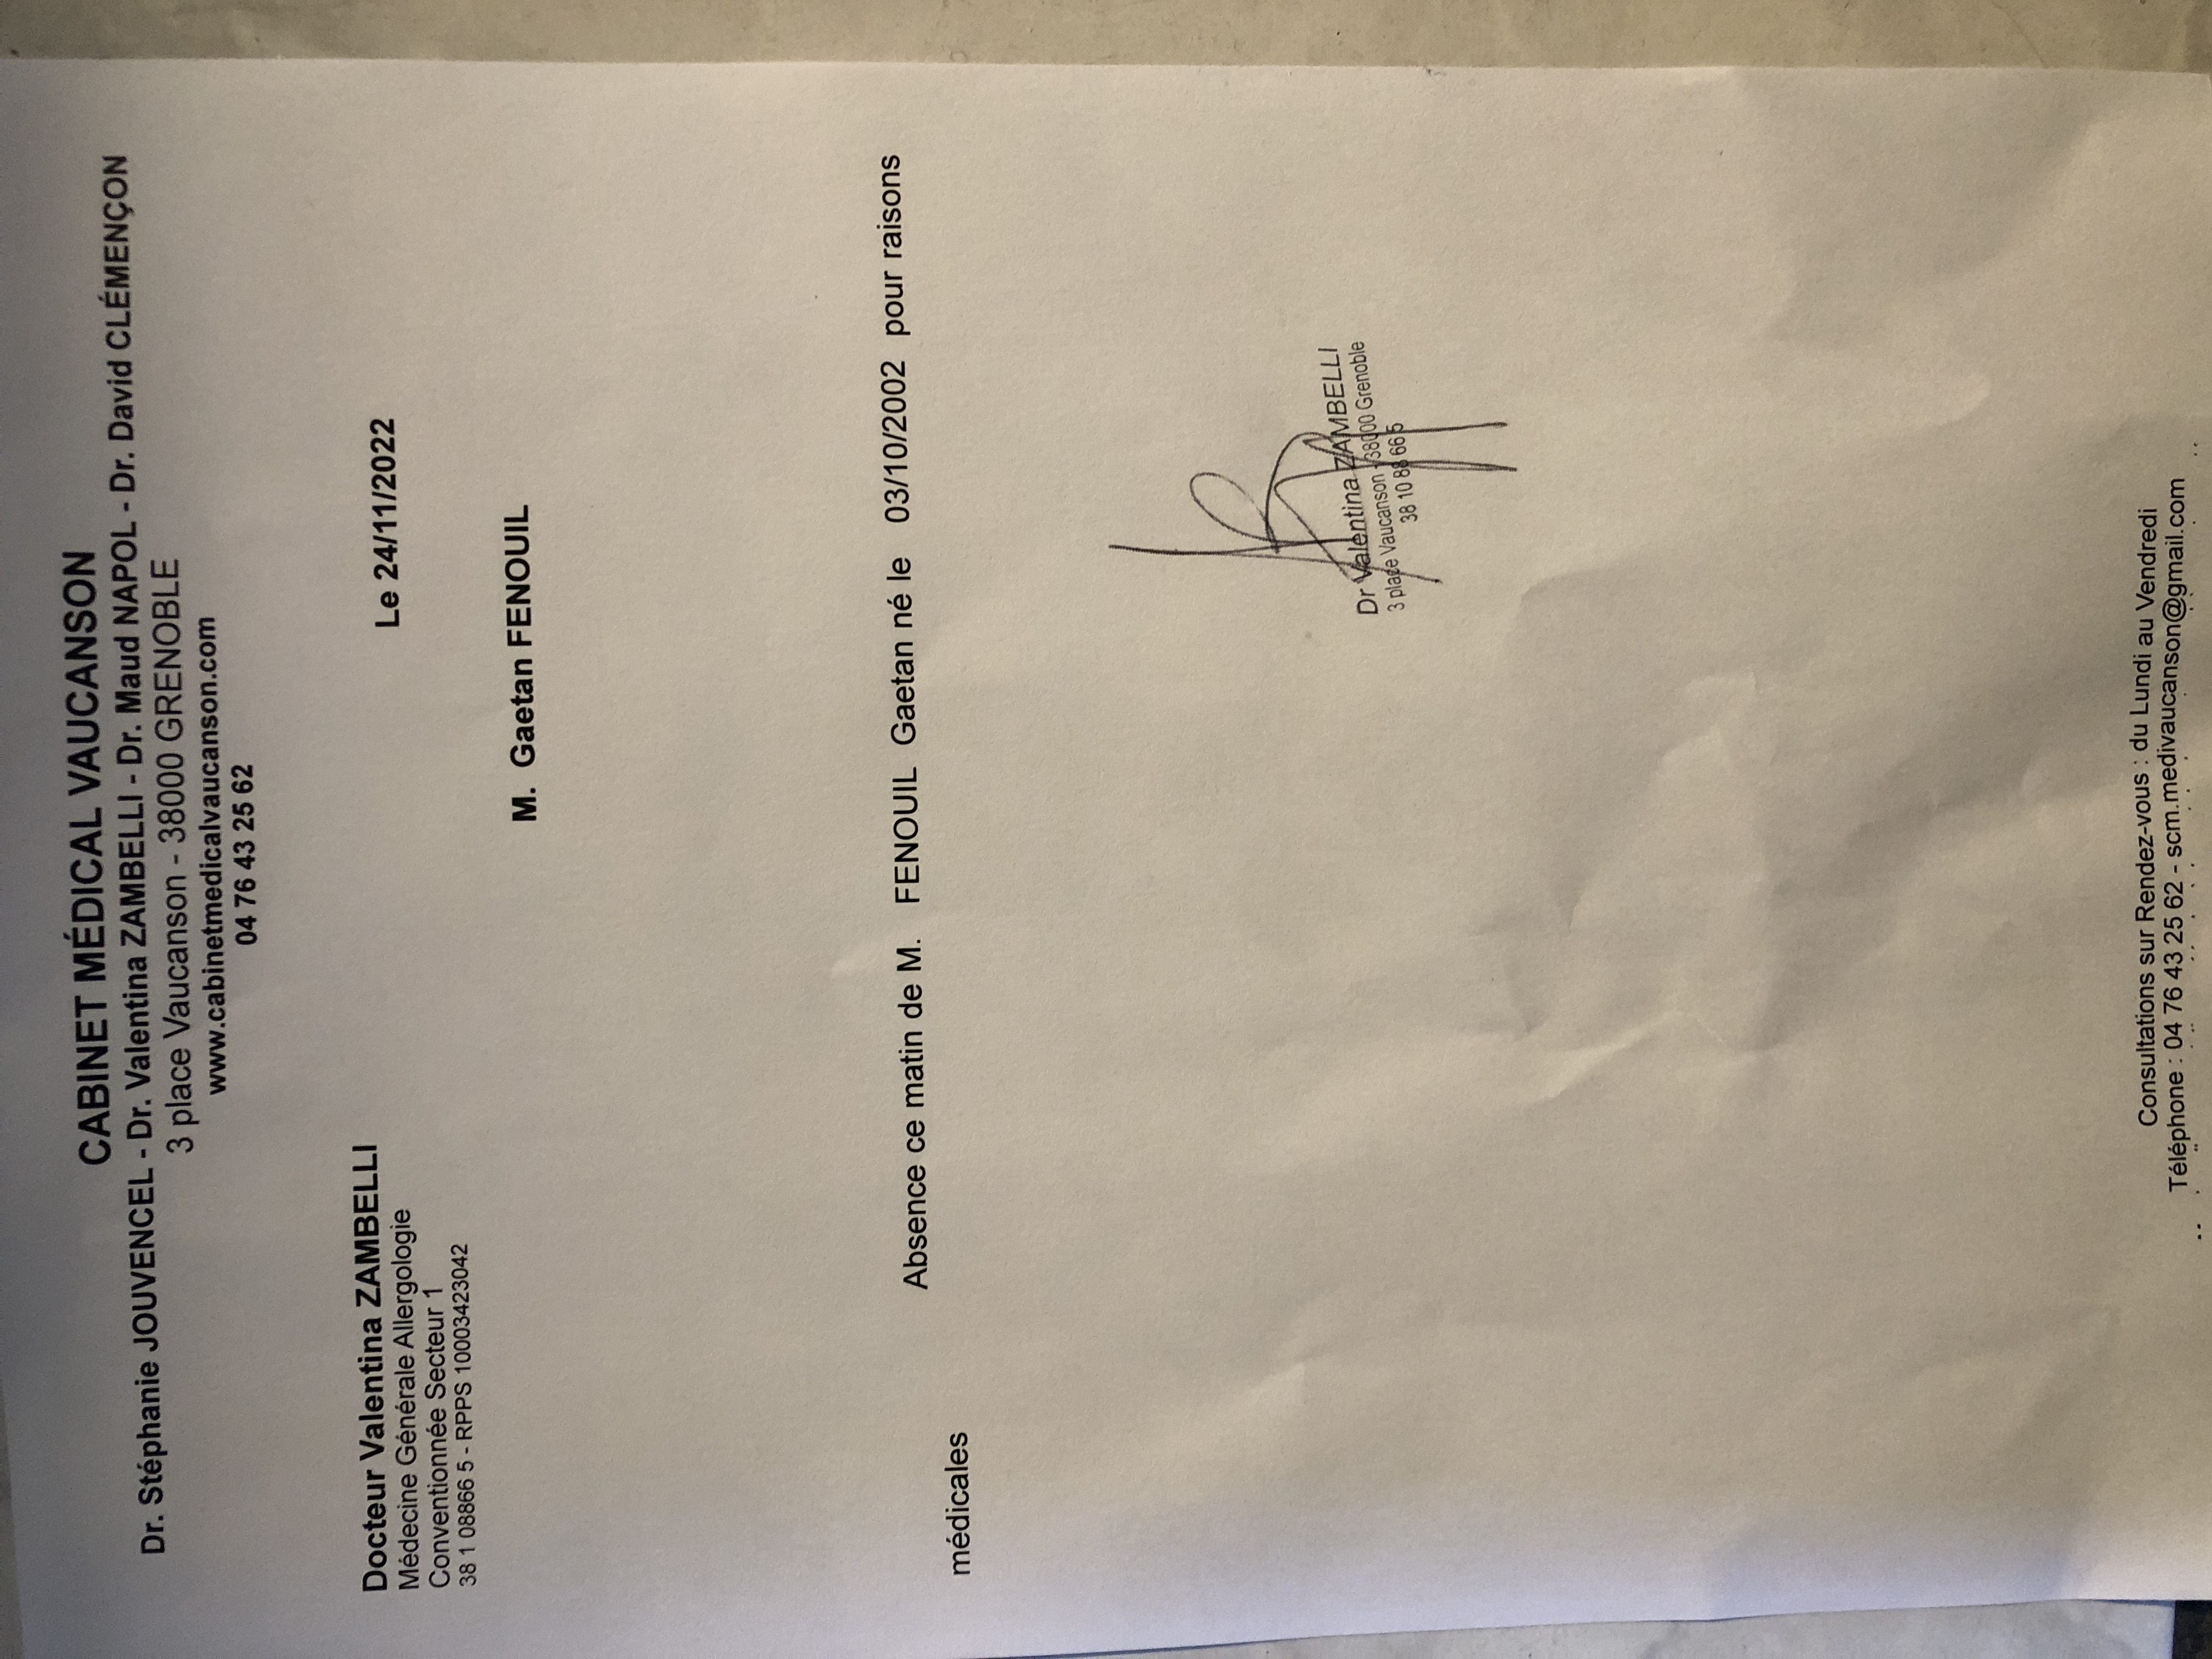 CABINET MÉDICAL VAUCANSON
Dr. Stéphanie JOUVENCEL - Dr. Valentina ZAMBELLI - Dr. Maud NAPOL - Dr. David CLÉMENÇON
3 place Vaucanson - 38000 GRENOBLE
www.cabinetmedicalvaucanson.com
04 76 43 25 62
Docteur Valentina ZAMBELLI
Médecine Générale Allergologie
Conventionnée Secteur 1
38 1 08866 5 - RPPS 10003423042
Le 24/11/2022
M. Gaetan FENOUIL
Absence ce matin de M. FENOUIL Gaetan né le 03/10/2002 pour raisons
médicales
Dr Valentina ZAMBELLI
3 place Vaucanson - 38000 Grenoble
38 10 88 66 5
Consultations sur Rendez-vous : du Lundi au Vendredi
Téléphone : 04 76 43 25 62 - scm.medivaucanson@gmail.com